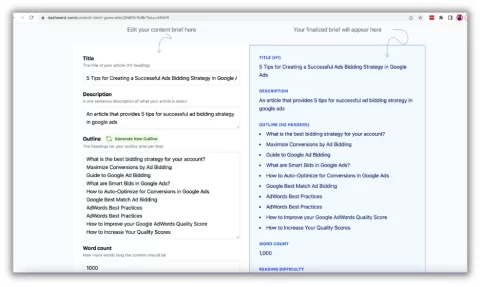 Edit your content brief here
Your finalized brief will appear here
Title
The title of your article (H1 heading)
5 Tips for Creating a Successful Ads Bidding Strategy in Google A
Description
A one sentence description of what your article is about
An article that provides 5 tips for successful ad bidding strategy
in google ads
Outline
Generate New Outline
The headings for your outline (one per line)
What is the best bidding strategy for your account?
Maximize Conversions by Ad Bidding
Guide to Google Ad Bidding
What are Smart Bids in Google Ads?
How to Auto-Optimize for Conversions in Google Ads
Google Best Match Ad Bidding
AdWords Best Practices
AdWords Best Practices
How to Improve your Google AdWords Quality Score
How to Increase Your Quality Scores
Word count
How many words long the content should be
1000
TITLE (H1)
5 Tips for Creating a Successful Ads Bidding Strategy in Google
Ads
DESCRIPTION
An article that provides 5 tips for successful ad bidding strategy in
google ads
OUTLINE (H2 HEADERS)
• What is the best bidding strategy for your account?
• Maximize Conversions by Ad Bidding
• Guide to Google Ad Bidding
• What are Smart Bids in Google Ads?
• How to Auto-Optimize for Conversions in Google Ads
• Google Best Match Ad Bidding
• AdWords Best Practices
• AdWords Best Practices
• How to Improve your Google AdWords Quality Score
• How to Increase Your Quality Scores
WORD COUNT
1,000
READING DIFFICULTY